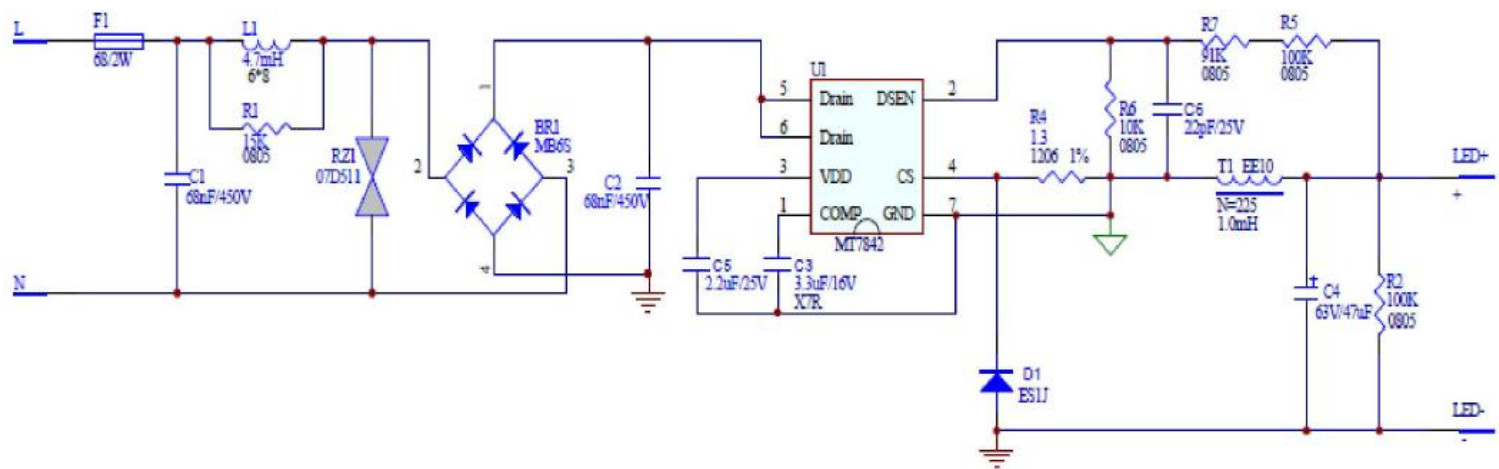 L
F1
68/2W
L1
4.7mH
6*8
R1
15K
0805
C1
68nF/450V
RZ1
07D511
N
BR1
MB6S
1
2
3
4
C2
68nF/450V
U1
5
Drain
DSEN
2
6
Drain
3
VDD
CS
4
1
COMP
GND
7
MT7842
C5
2.2uF/25V
C3
3.3uF/16V
X7R
R4
1.3
1206 1%
R6
10K
0805
C6
22pF/25V
R7
91K
0805
R5
100K
0805
T1 EE10
N=225
1.0mH
LED+
+
C4
63V/47uF
+
R2
100K
0805
D1
ES1J
LED-
-